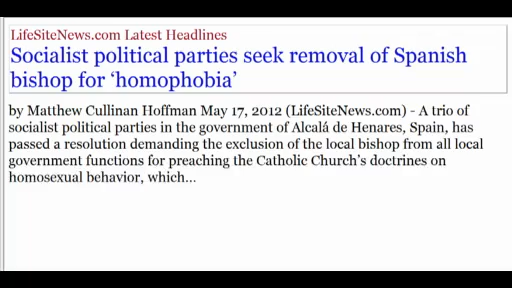 LifeSiteNews.com Latest Headlines
Socialist political parties seek removal of Spanish
bishop for ‘homophobia’
by Matthew Cullinan Hoffman May 17, 2012 (LifeSiteNews.com) - A trio of
socialist political parties in the government of Alcalá de Henares, Spain, has
passed a resolution demanding the exclusion of the local bishop from all local
government functions for preaching the Catholic Church’s doctrines on
homosexual behavior, which...